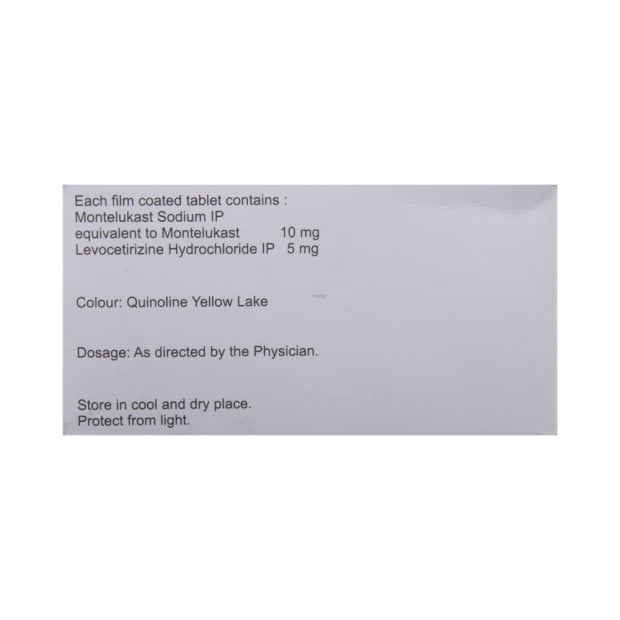 Each film coated tablet contains :
Montelukast Sodium IP
equivalent to Montelukast 10 mg
Levocetirizine Hydrochloride IP 5 mg
Colour: Quinoline Yellow Lake
Dosage: As directed by the Physician.
Store in cool and dry place.
Protect from light.